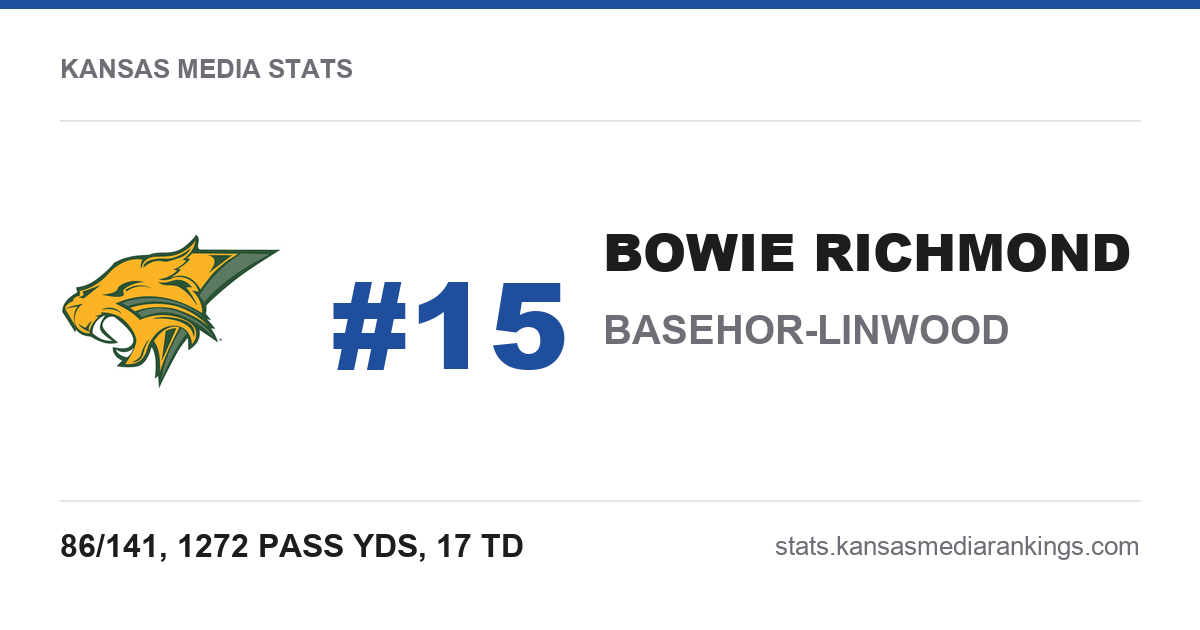 KANSAS MEDIA STATS
#15
BOWIE RICHMOND
BASEHOR-LINWOOD
86/141, 1272 PASS YDS, 17 TD
stats.kansasmediarankings.com